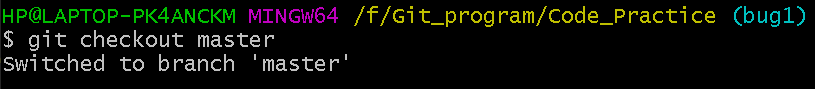 HP@LAPTOP-PK4ANCKM MINGW64 /f/Git_program/Code_Practice (bug1)
$ git checkout master
Switched to branch 'master'